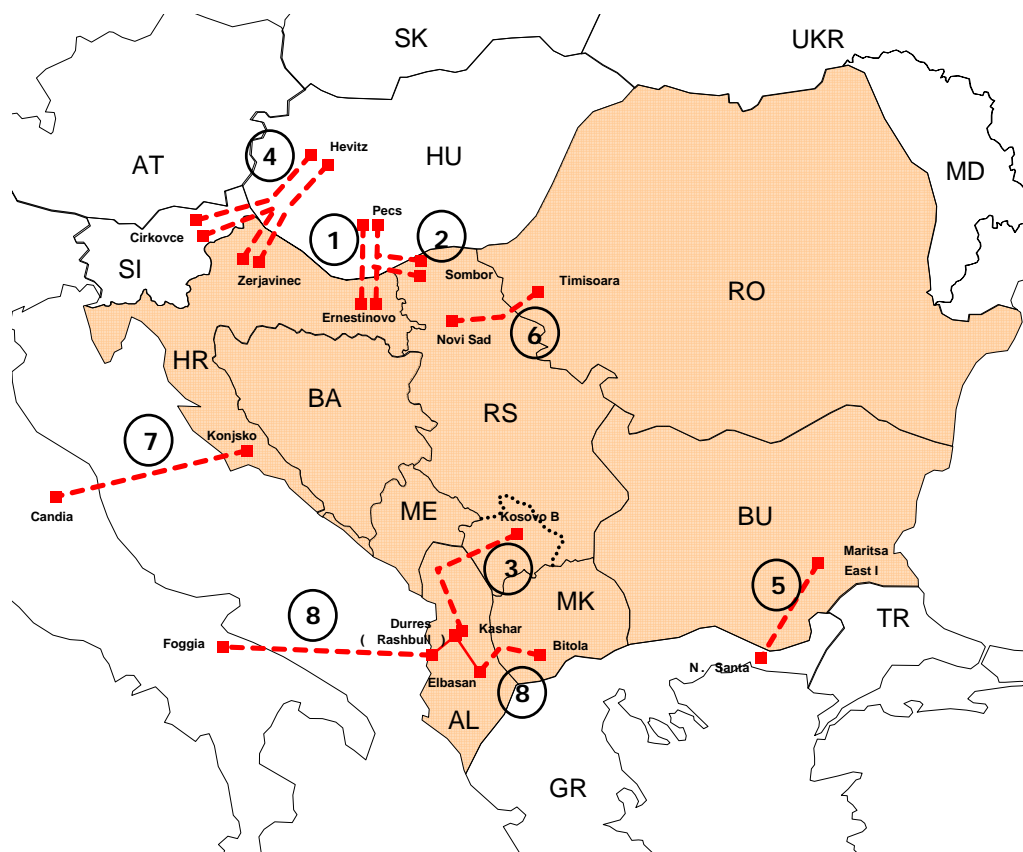 SK
UKR
4
Hevitz
HU
AT
MD
Pecs
Cirkovce
1
2
SI
Zerjavinec
Sombor
Timisoara
RO
Ernestinovo
Novi Sad
6
HR
BA
RS
Konjsko
7
Candia
ME
Kosovo B
BU
Maritsa
East I
3
5
MK
TR
8
Durres
( Rashbull )
Kashar
Foggia
Bitola
N. Santa
Elbasan
8
AL
GR